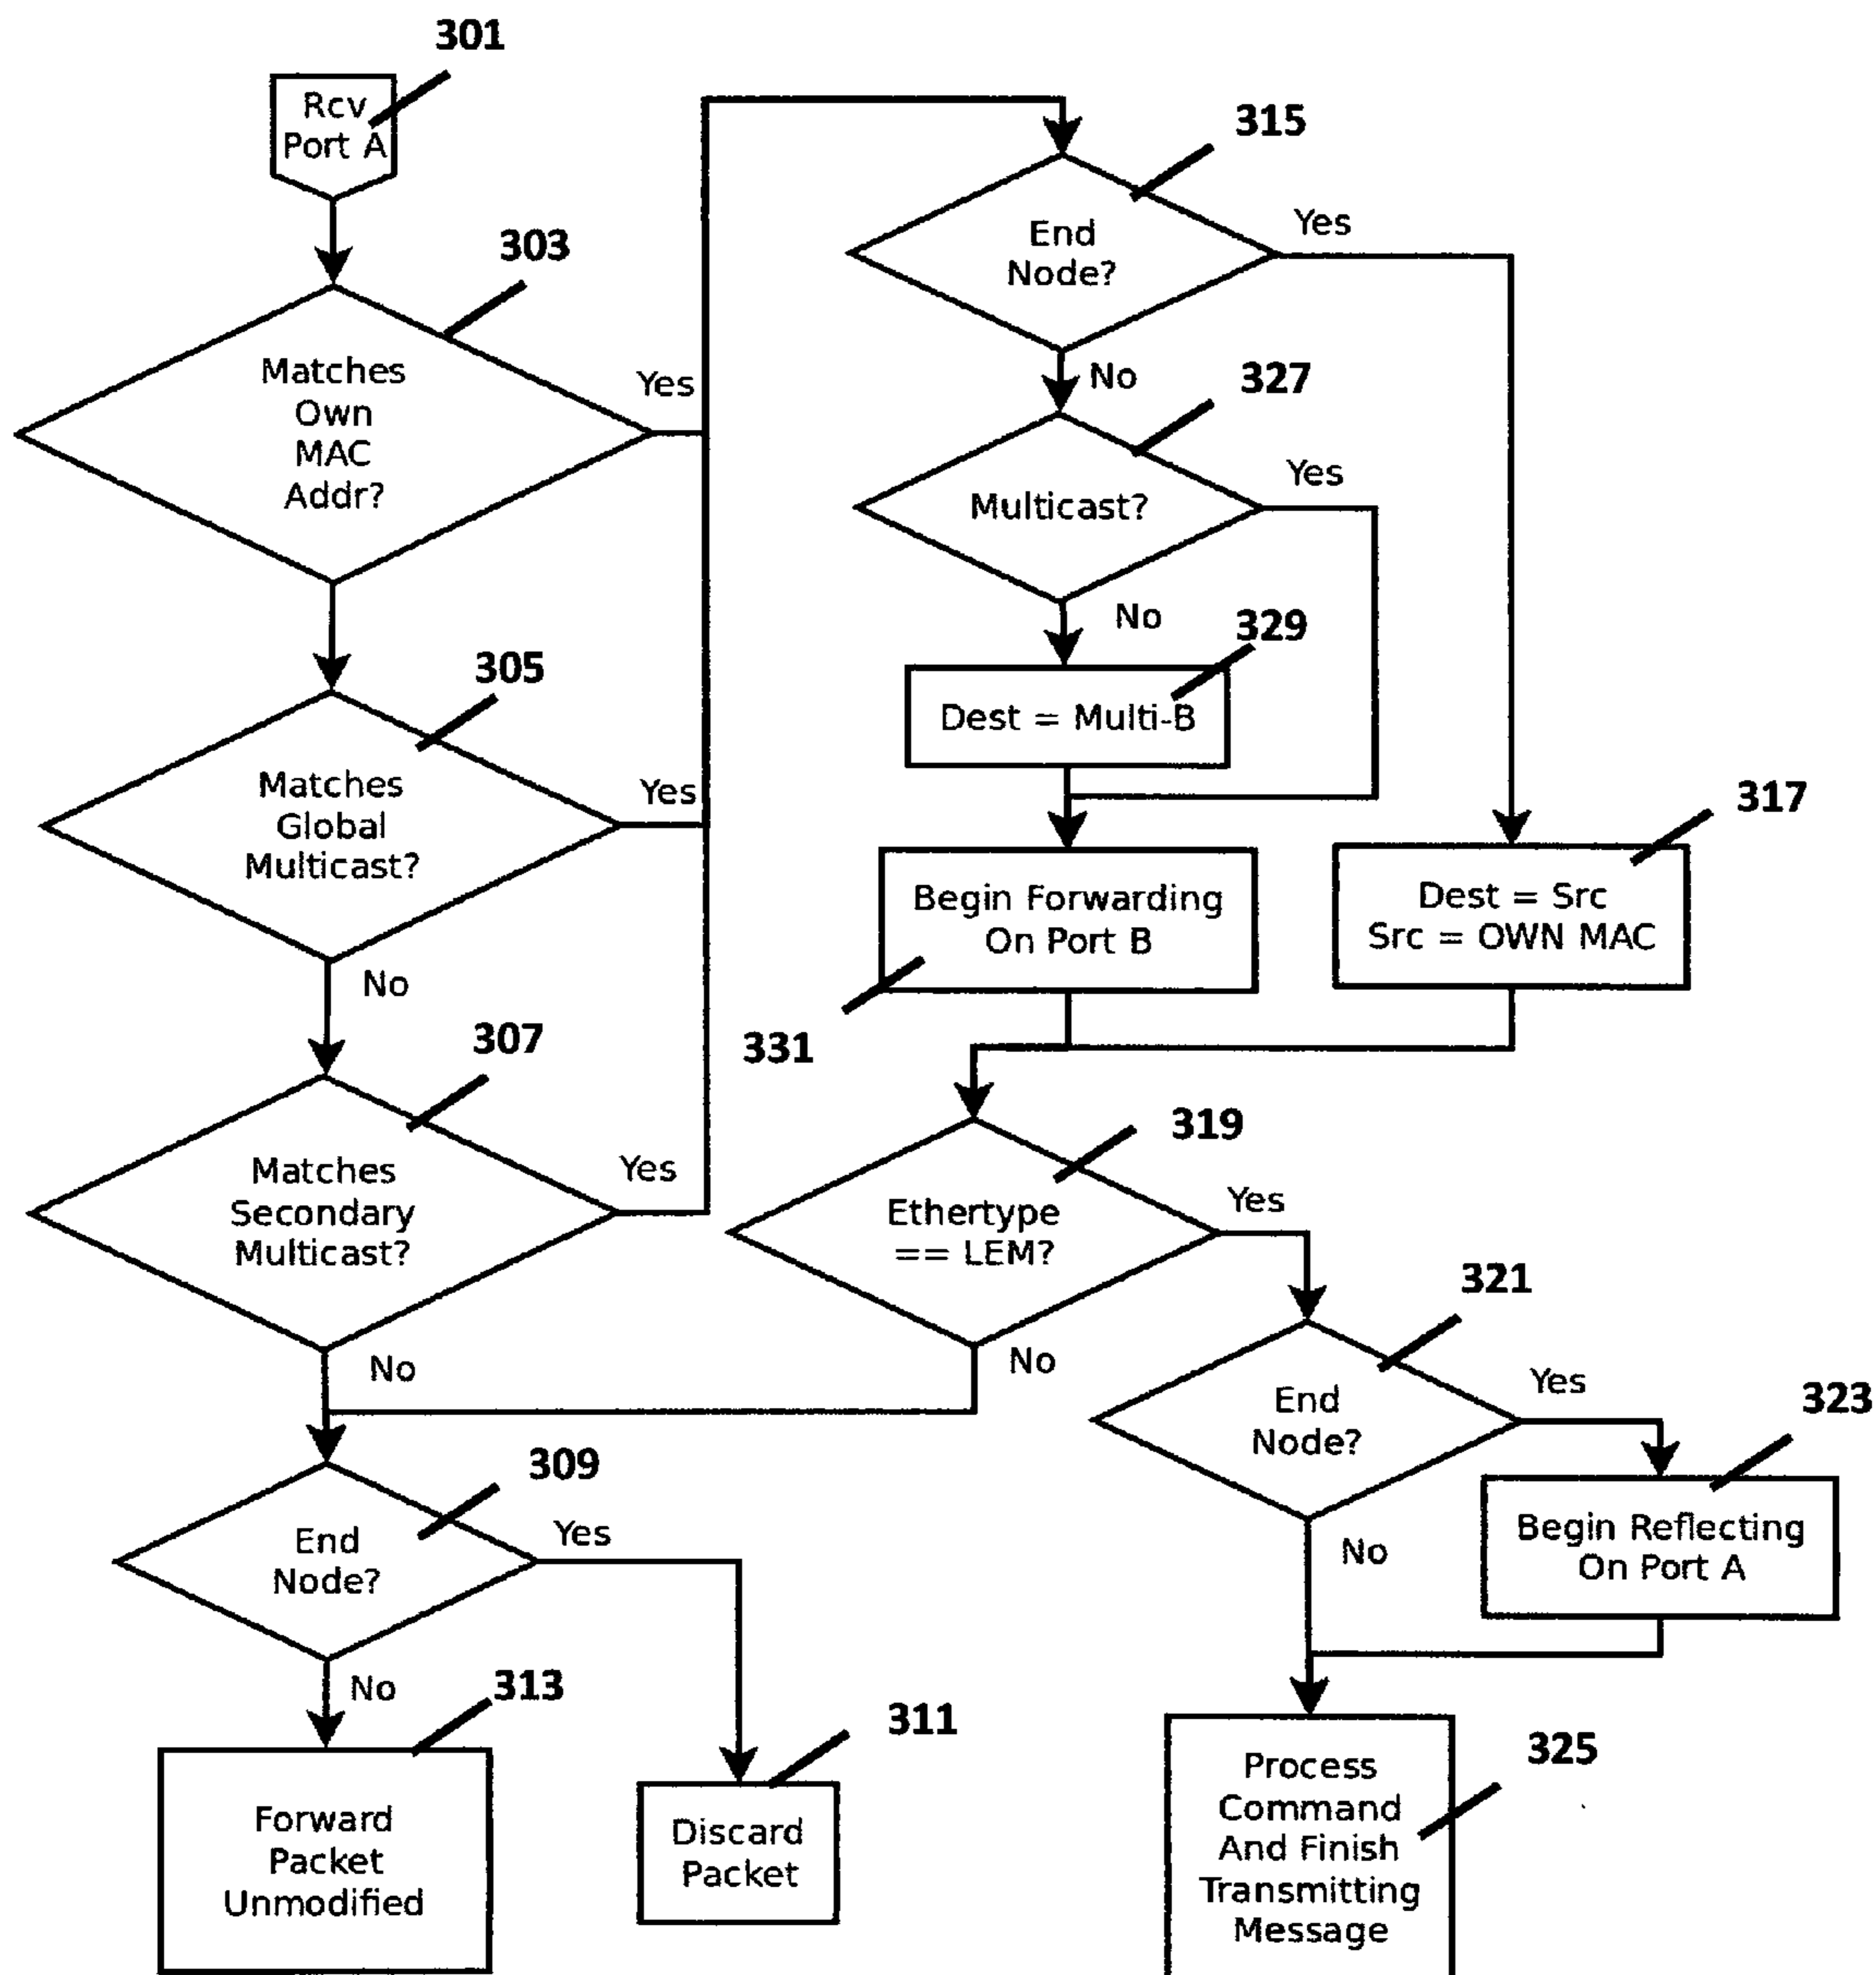 301
Rcv
Port A
303
Matches
Own
MAC
Addr?
Yes
305
Matches
Global
Multicast?
Yes
No
307
Matches
Secondary
Multicast?
Yes
No
309
End
Node?
Yes
No
313
Forward
Packet
Unmodified
311
Discard
Packet
315
End
Node?
Yes
No
327
Multicast?
Yes
No
329
Dest = Multi-B
Begin Forwarding
On Port B
331
317
Dest = Src
Src = OWN MAC
319
Ethertype
== LEM?
Yes
No
321
End
Node?
Yes
No
323
Begin Reflecting
On Port A
325
Process
Command
And Finish
Transmitting
Message